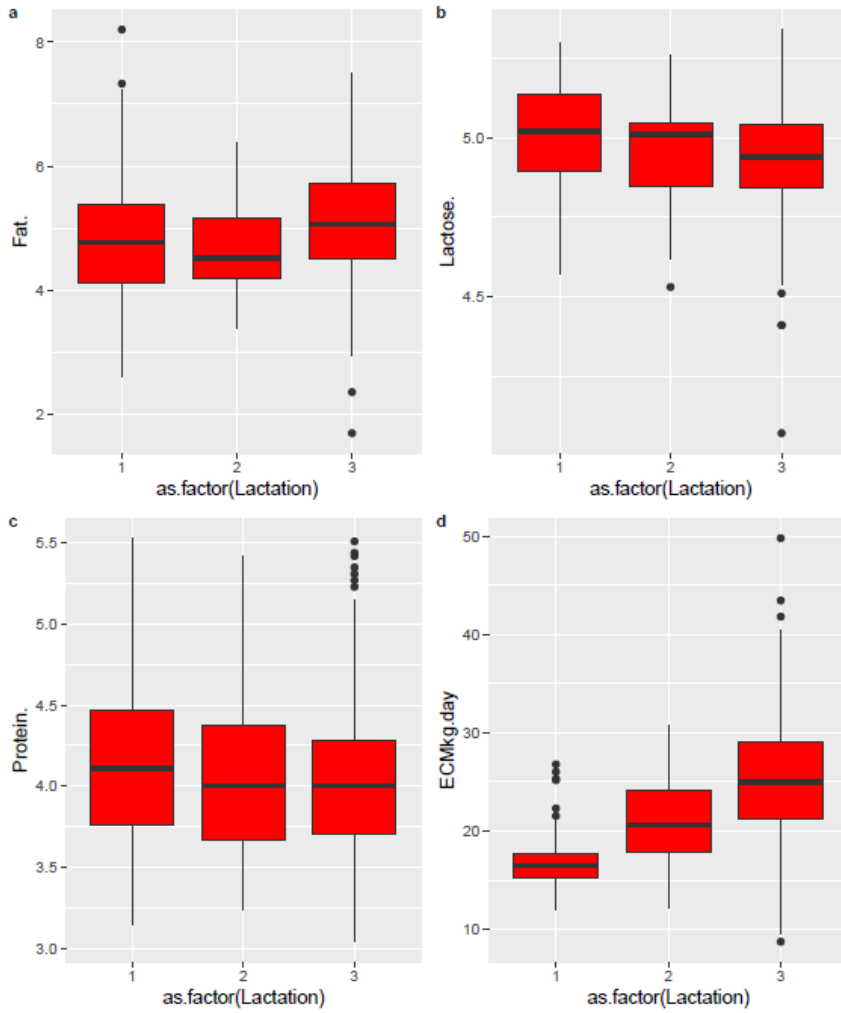 a
8
6
4
2
Fat.
1 2 3
as.factor(Lactation)
b
5.0
4.5
Lactose.
1 2 3
as.factor(Lactation)
c
5.5
5.0
4.5
4.0
3.5
3.0
Protein.
1 2 3
as.factor(Lactation)
d
50
40
30
20
10
ECMkg.day
1 2 3
as.factor(Lactation)